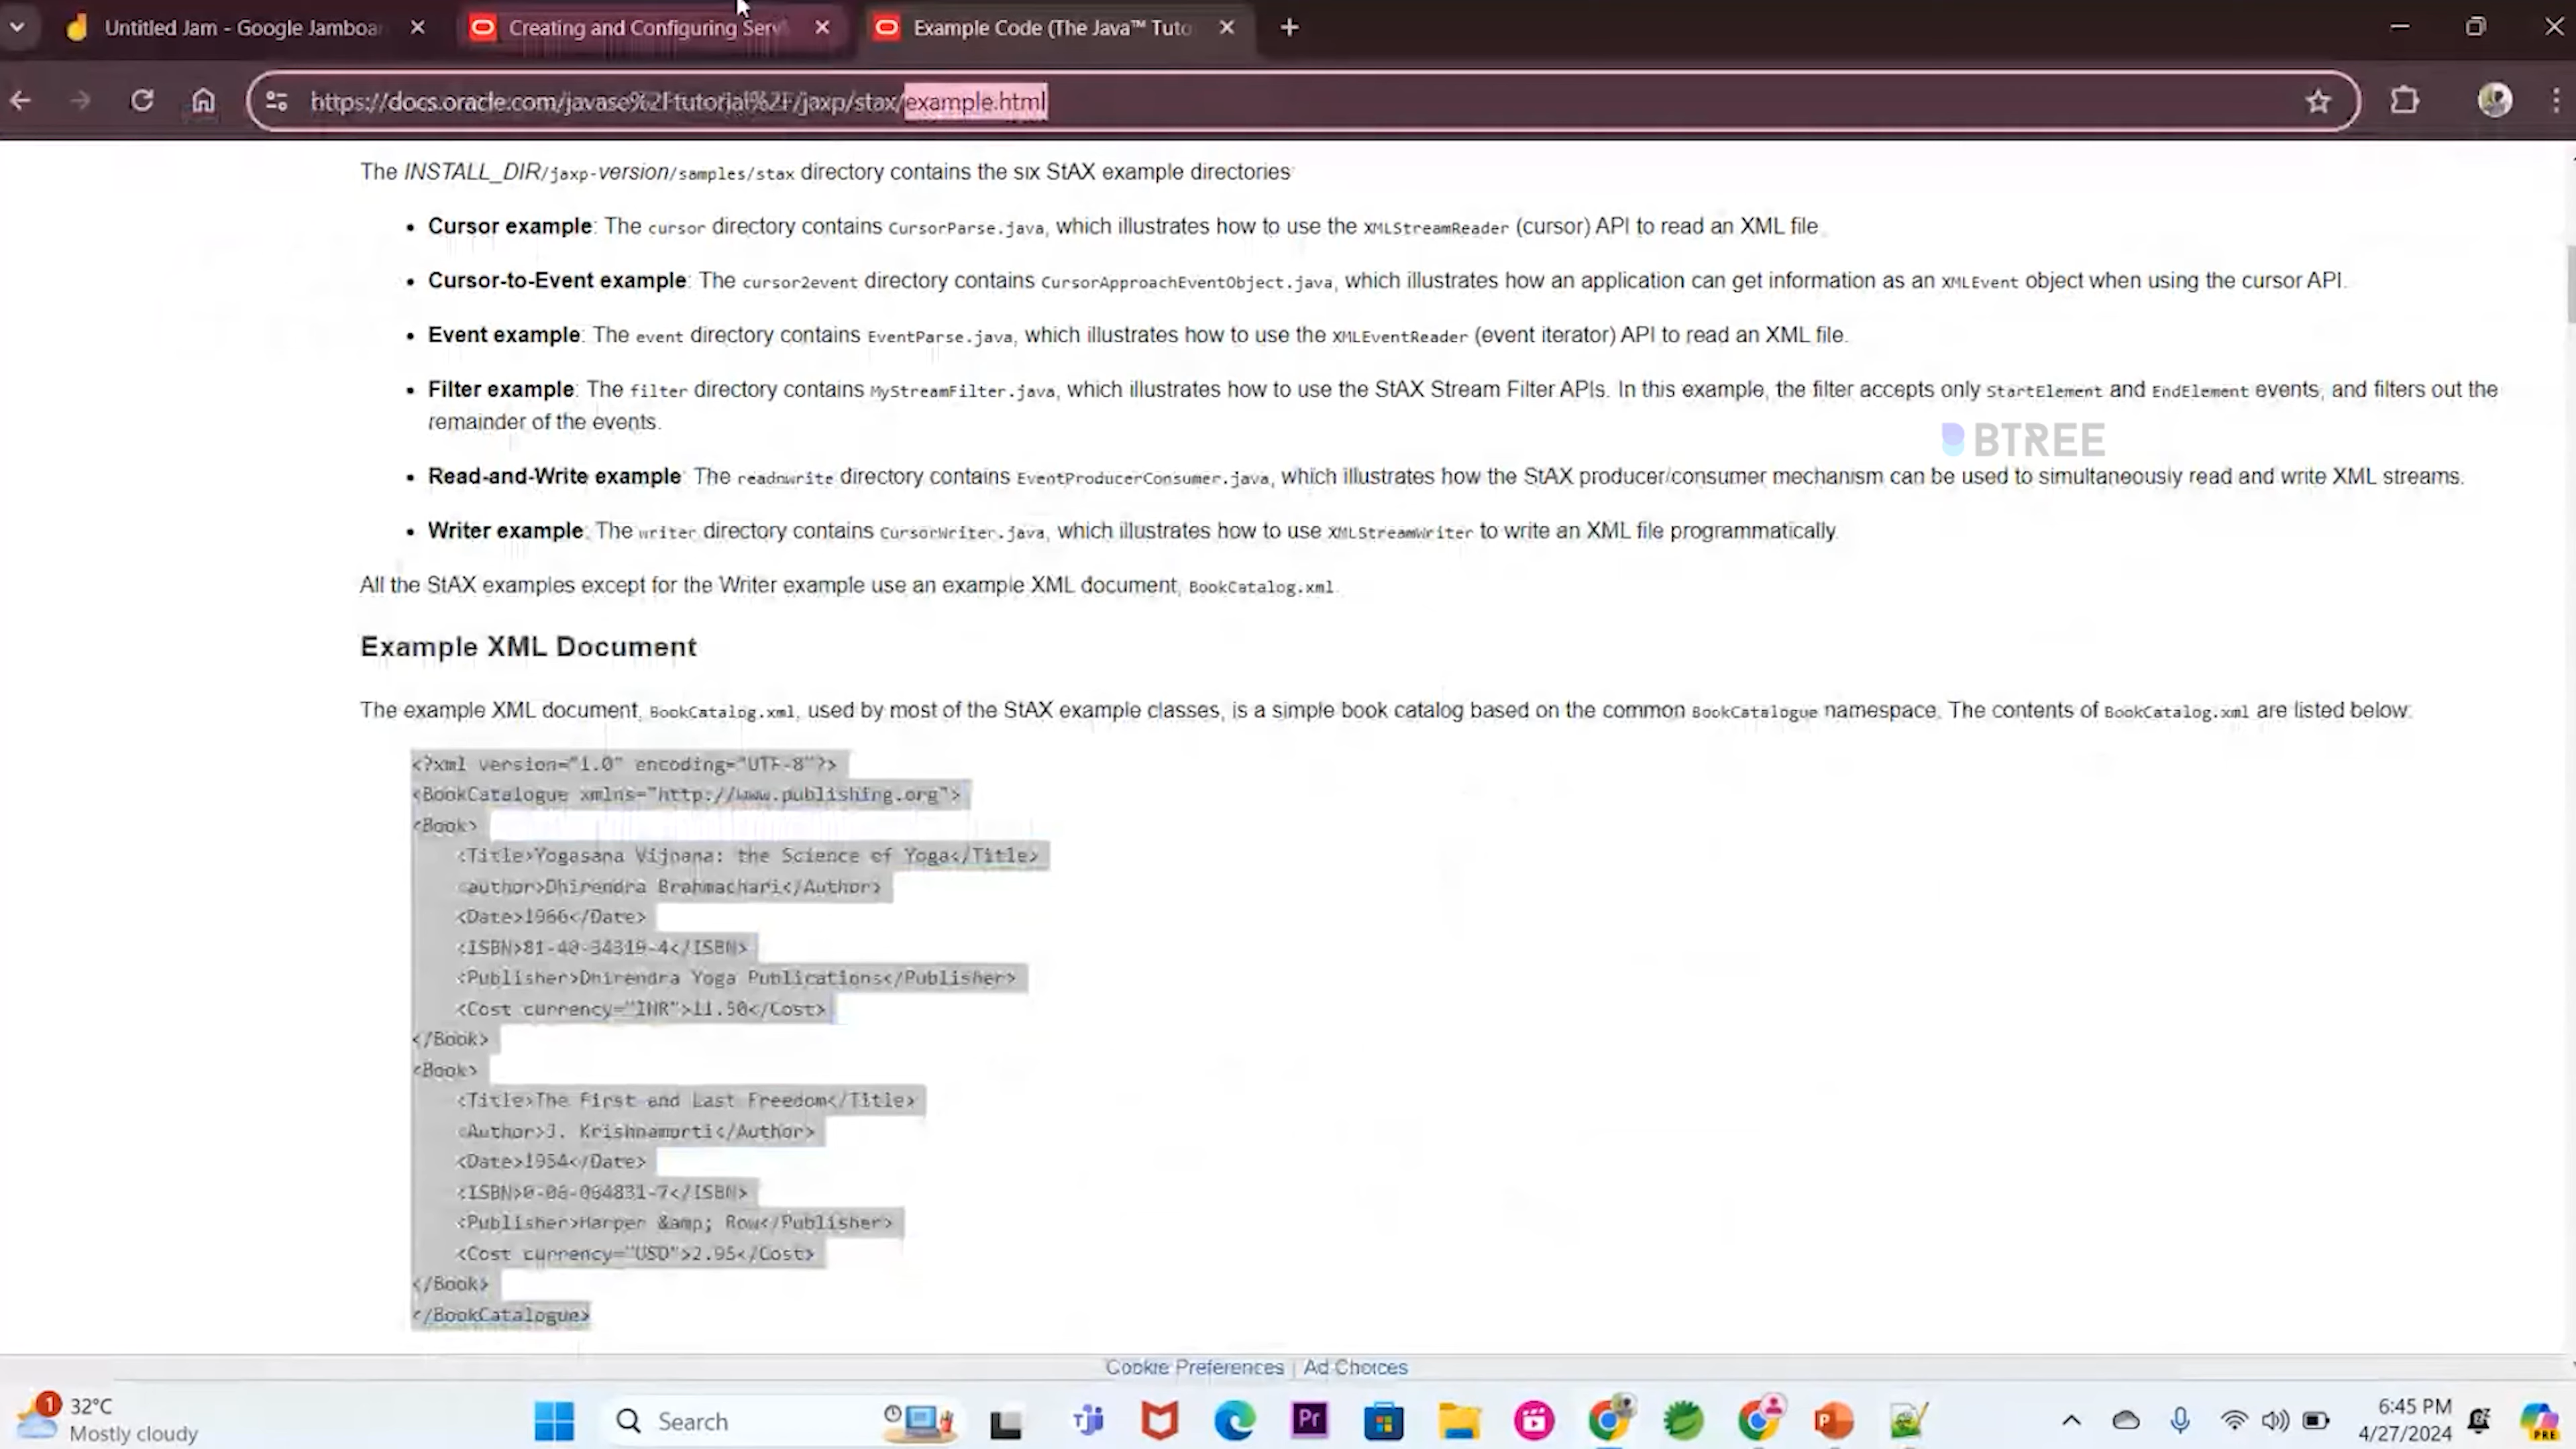 Untitled Jam - Google Jamboar
Creating and Configuring Serv
Example Code (The Java™ Tuto
https://docs.oracle.com/javase%2Ftutorial%2F/jaxp/stax/example.html
The INSTALL_DIR/jaxp-version/samples/stax directory contains the six StAX example directories:
• Cursor example: The cursor directory contains CursorParse.java, which illustrates how to use the XMLStreamReader (cursor) API to read an XML file.
• Cursor-to-Event example: The cursor2event directory contains CursorApproachEventObject.java, which illustrates how an application can get information as an XMLEvent object when using the cursor API.
• Event example: The event directory contains EventParse.java, which illustrates how to use the XMLEventReader (event iterator) API to read an XML file.
• Filter example: The filter directory contains MyStreamFilter.java, which illustrates how to use the StAX Stream Filter APIs. In this example, the filter accepts only StartElement and EndElement events, and filters out the
remainder of the events.
BTREE
• Read-and-Write example: The readnwrite directory contains EventProducerConsumer.java, which illustrates how the StAX producer/consumer mechanism can be used to simultaneously read and write XML streams.
• Writer example: The writer directory contains CursorWriter.java, which illustrates how to use XMLStreamWriter to write an XML file programmatically.
All the StAX examples except for the Writer example use an example XML document, BookCatalog.xml.
Example XML Document
The example XML document, BookCatalog.xml, used by most of the StAX example classes, is a simple book catalog based on the common BookCatalogue namespace. The contents of BookCatalog.xml are listed below:
<?xml version="1.0" encoding="UTF-8"?>
<BookCatalogue xmlns="http://www.publishing.org">
<Book>
<Title>Yogasana Vijnana: the Science of Yoga</Title>
<author>Dhirendra Brahmachari</Author>
<Date>1966</Date>
<ISBN>81-40-34319-4</ISBN>
<Publisher>Dhirendra Yoga Publications</Publisher>
<Cost currency="INR">11.50</Cost>
</Book>
<Book>
<Title>The First and Last Freedom</Title>
<Author>J. Krishnamurti</Author>
<Date>1954</Date>
<ISBN>0-06-064831-7</ISBN>
<Publisher>Harper &amp; Row</Publisher>
<Cost currency="USD">2.95</Cost>
</Book>
</BookCatalogue>
Cookie Preferences | Ad Choices
1
32°C
Mostly cloudy
Search
Pr
6:45 PM
4/27/2024
PRE